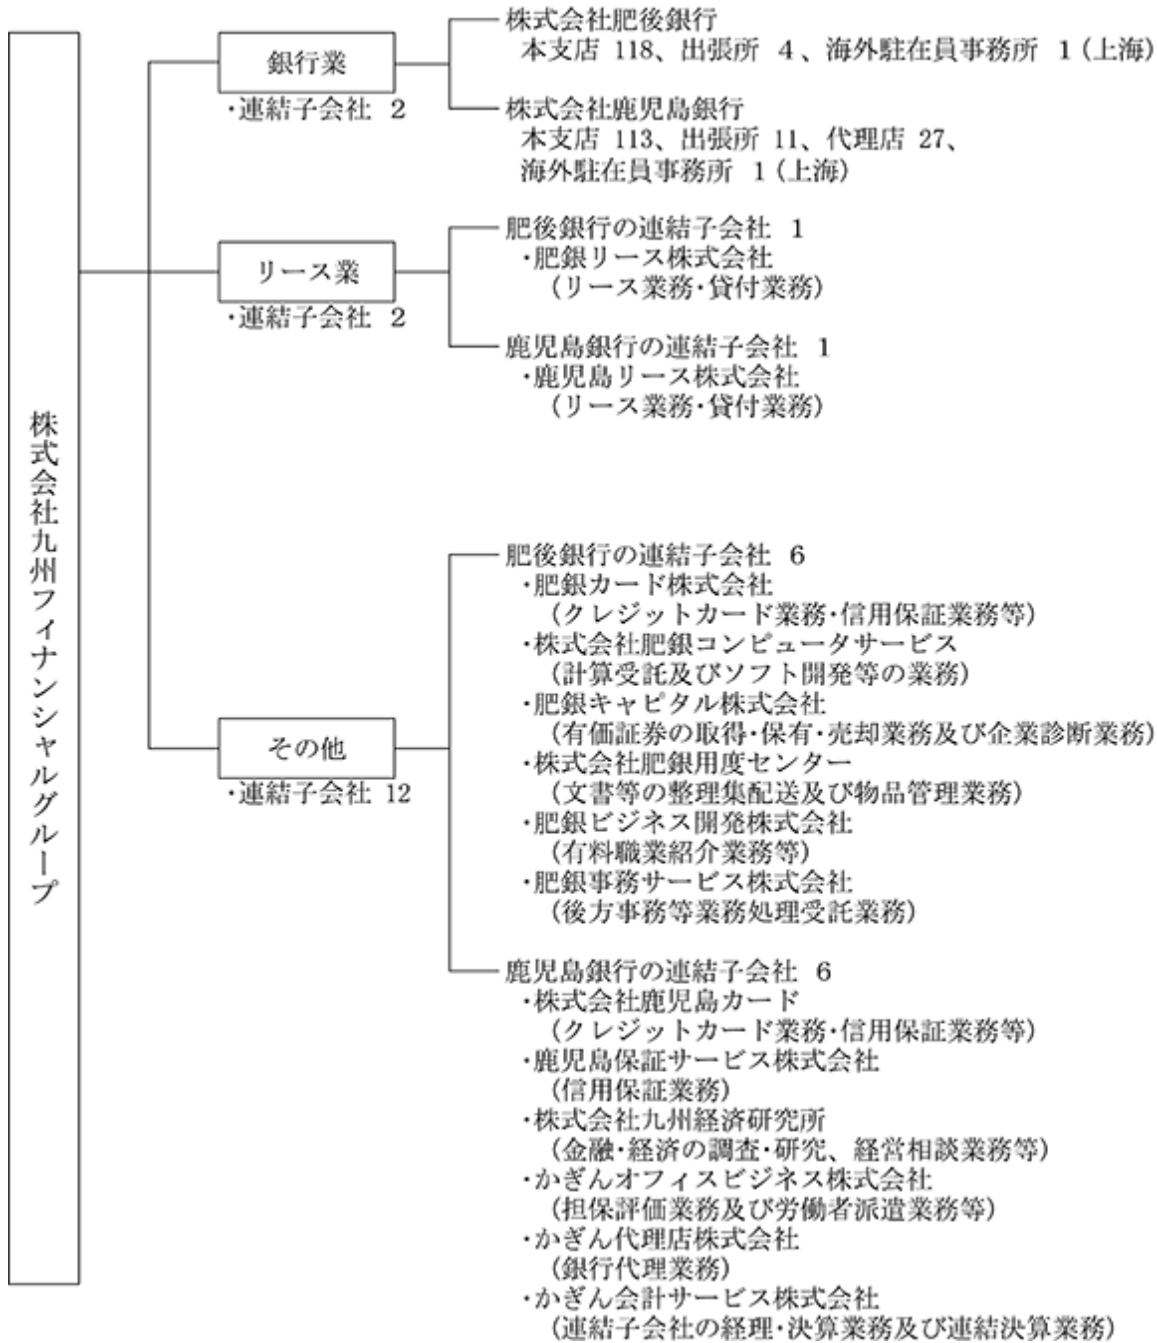 株式会社九州フィナンシャルグループ
銀行業
・連結子会社 2
株式会社肥後銀行
本支店 118、出張所 4、海外駐在員事務所 1(上海)
株式会社鹿児島銀行
本支店 113、出張所 11、代理店 27、
海外駐在員事務所 1(上海)
リース業
・連結子会社 2
肥後銀行の連結子会社 1
・肥銀リース株式会社
(リース業務・貸付業務)
鹿児島銀行の連結子会社 1
・鹿児島リース株式会社
(リース業務・貸付業務)
その他
・連結子会社 12
肥後銀行の連結子会社 6
・肥銀カード株式会社
(クレジットカード業務・信用保証業務等)
・株式会社肥銀コンピュータサービス
(計算受託及びソフト開発等の業務)
・肥銀キャピタル株式会社
(有価証券の取得・保有・売却業務及び企業診断業務)
・株式会社肥銀用度センター
(文書等の整理集配送及び物品管理業務)
・肥銀ビジネス開発株式会社
(有料職業紹介業務等)
・肥銀事務サービス株式会社
(後方事務等業務処理受託業務)
鹿児島銀行の連結子会社 6
・株式会社鹿児島カード
(クレジットカード業務・信用保証業務等)
・鹿児島保証サービス株式会社
(信用保証業務)
・株式会社九州経済研究所
(金融・経済の調査・研究、経営相談業務等)
・かぎんオフィスビジネス株式会社
(担保評価業務及び労働者派遣業務等)
・かぎん代理店株式会社
(銀行代理業務)
・かぎん会計サービス株式会社
(連結子会社の経理・決算業務及び連結決算業務)